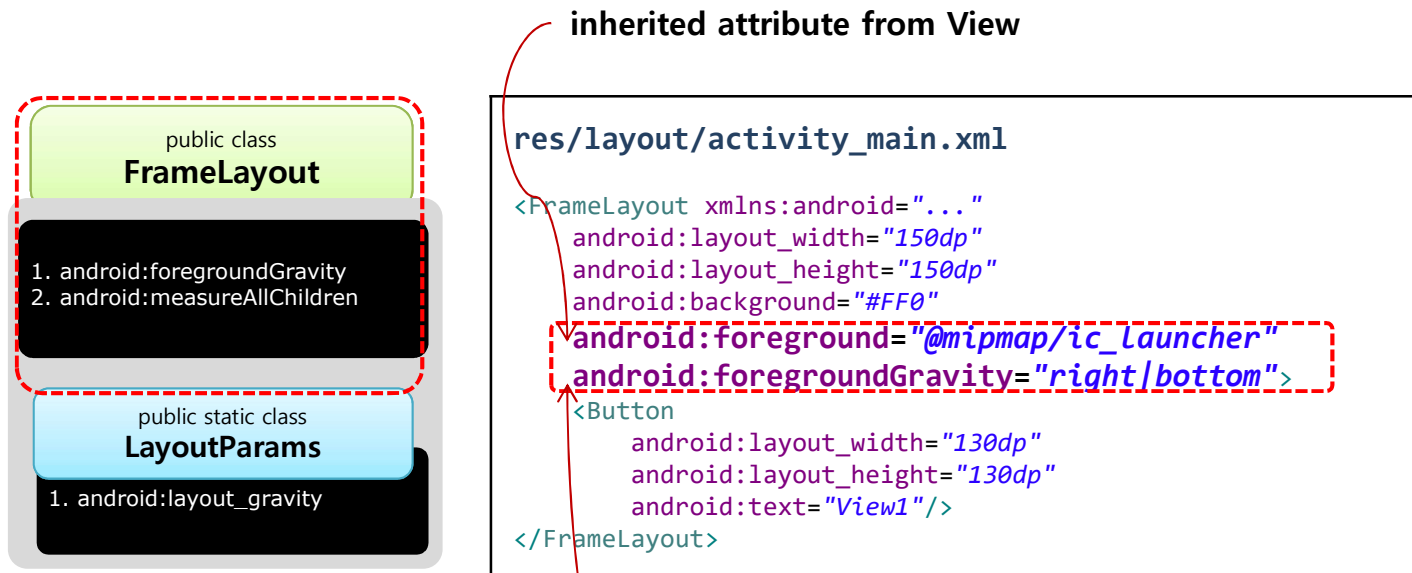 inherited attribute from View
public class
FrameLayout
1. android:foregroundGravity
2. android:measureAllChildren
public static class
LayoutParams
1. android:layout_gravity
res/layout/activity_main.xml
<FrameLayout xmlns:android="..."
android:layout_width="150dp"
android:layout_height="150dp"
android:background="#FF0"
android:foreground="@mipmap/ic_launcher"
android:foregroundGravity="right|bottom">
<Button
android:layout_width="130dp"
android:layout_height="130dp"
android:text="View1"/>
</FrameLayout>